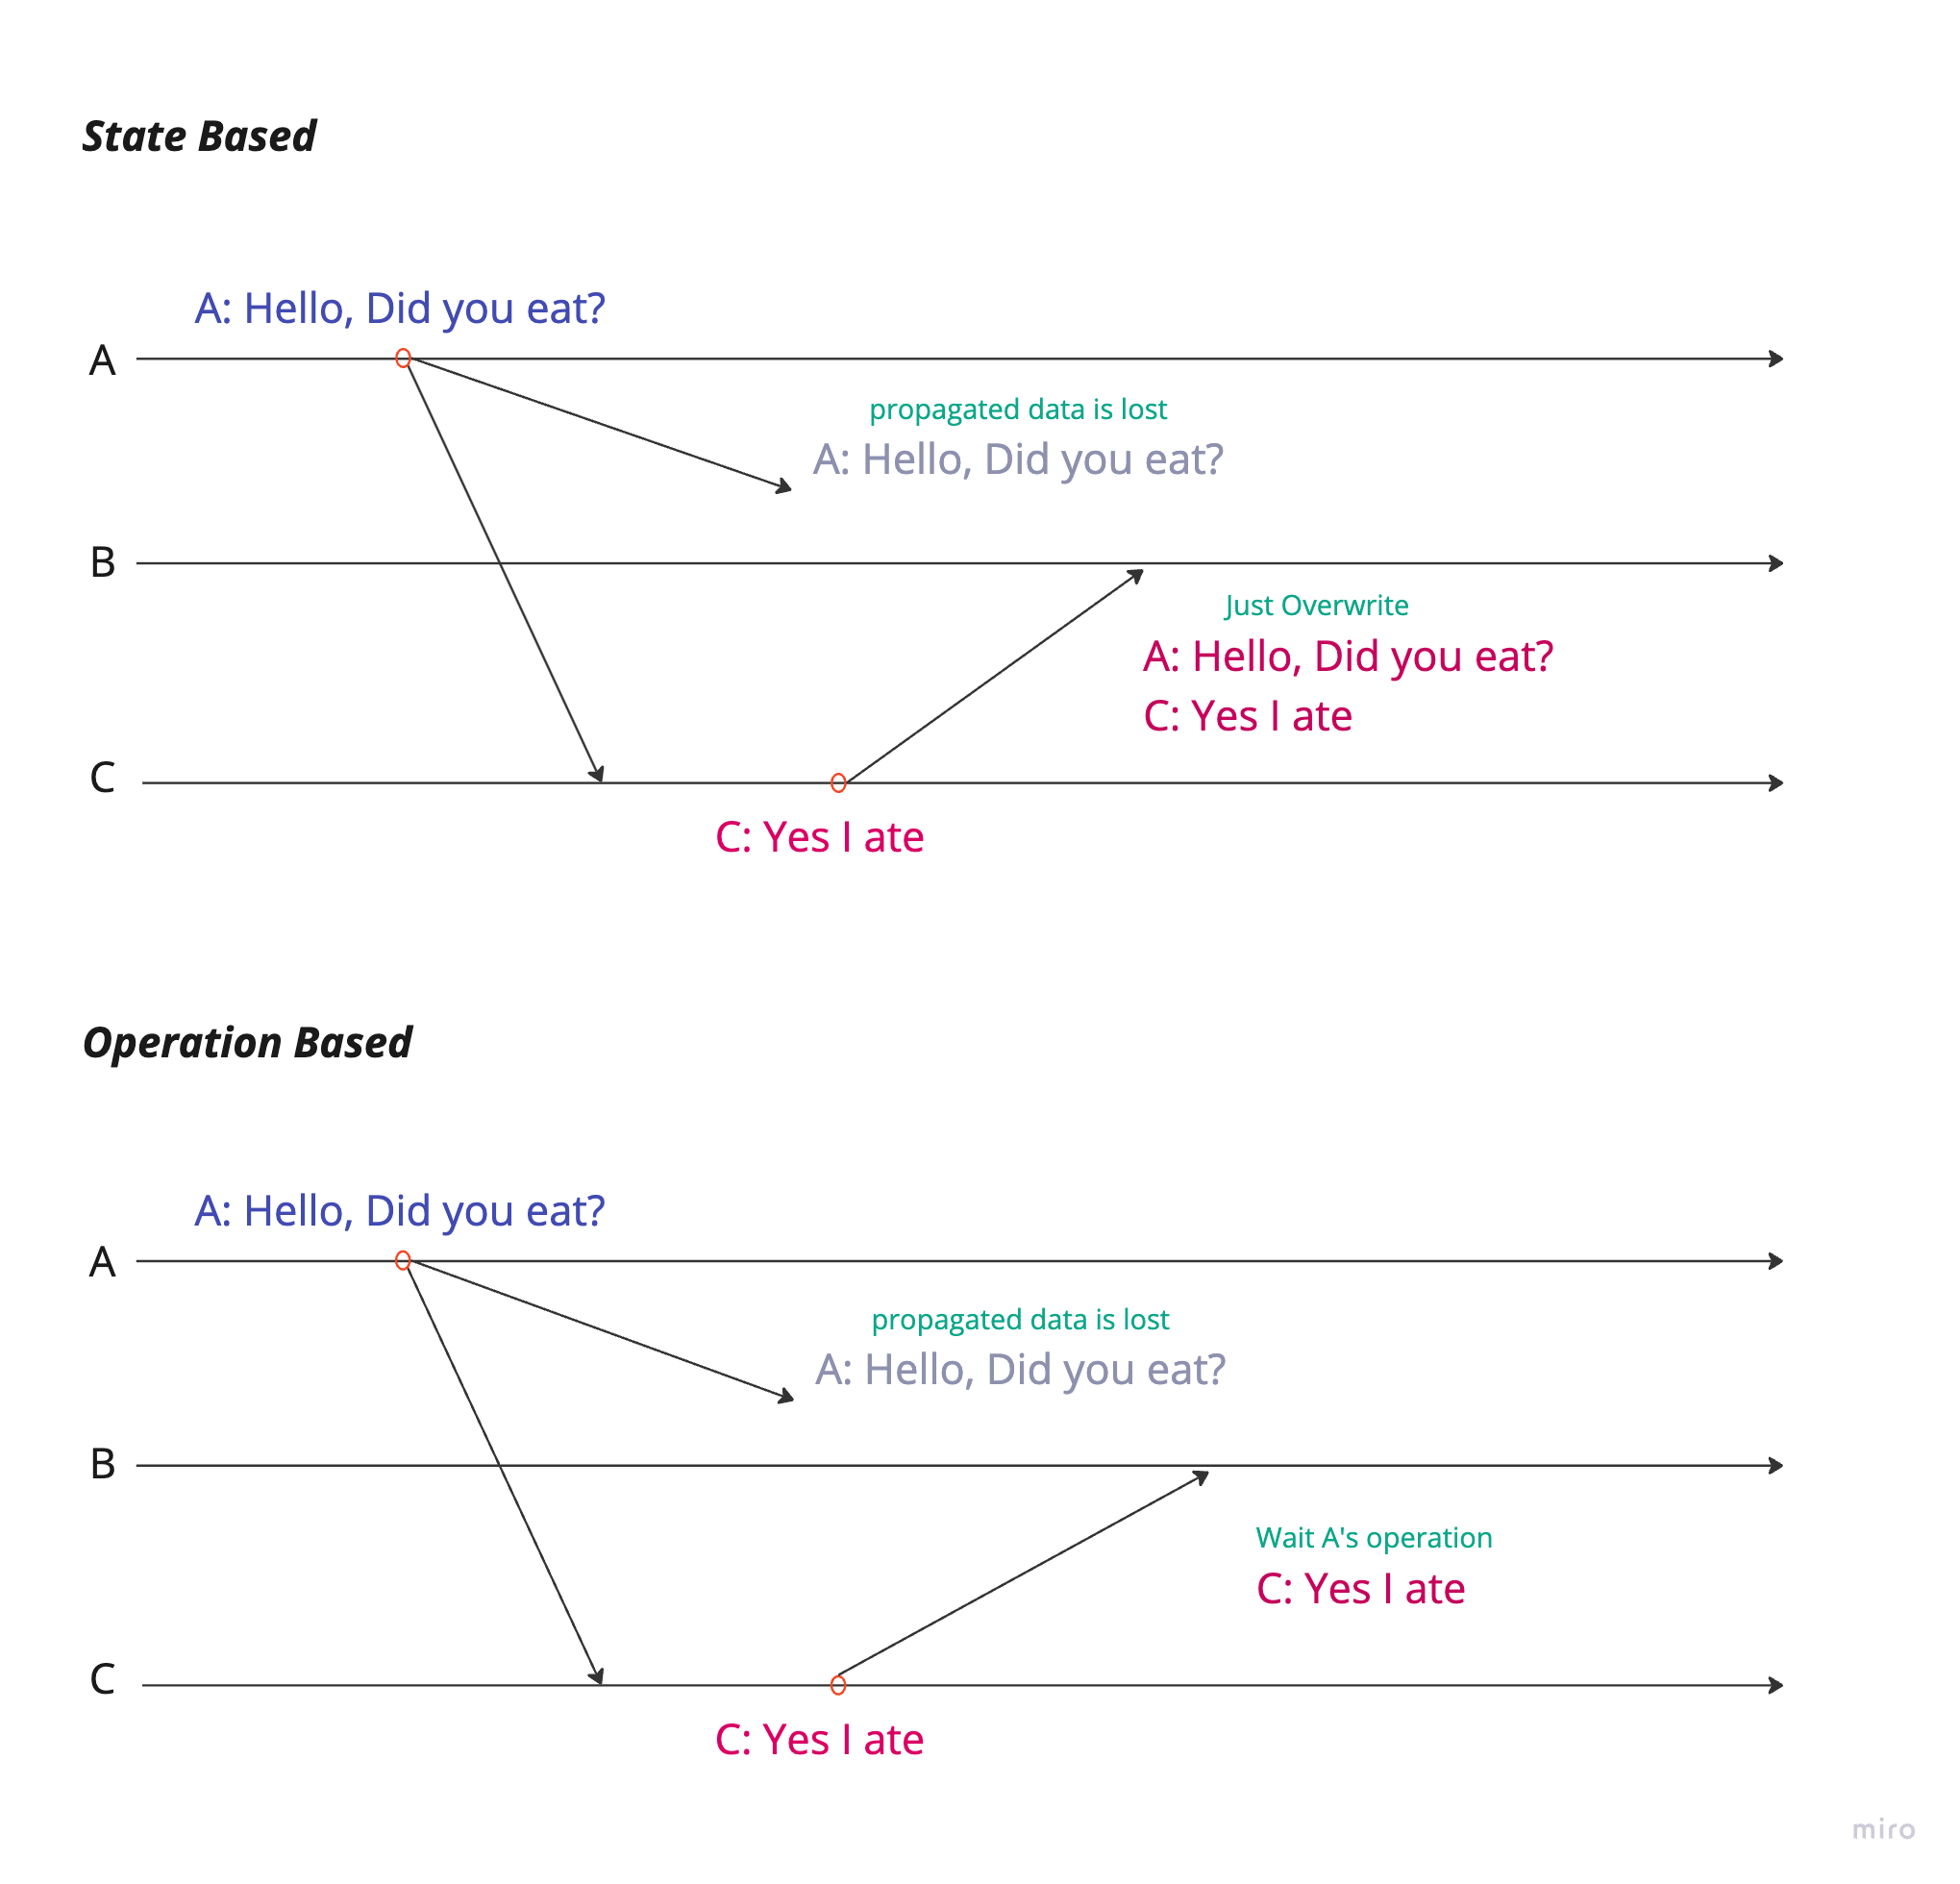 State Based
A: Hello, Did you eat?
A
propagated data is lost
A: Hello, Did you eat?
B
Just Overwrite
A: Hello, Did you eat?
C: Yes I ate
C
C: Yes I ate
Operation Based
A: Hello, Did you eat?
A
propagated data is lost
A: Hello, Did you eat?
B
Wait A's operation
C: Yes I ate
C
C: Yes I ate
miro